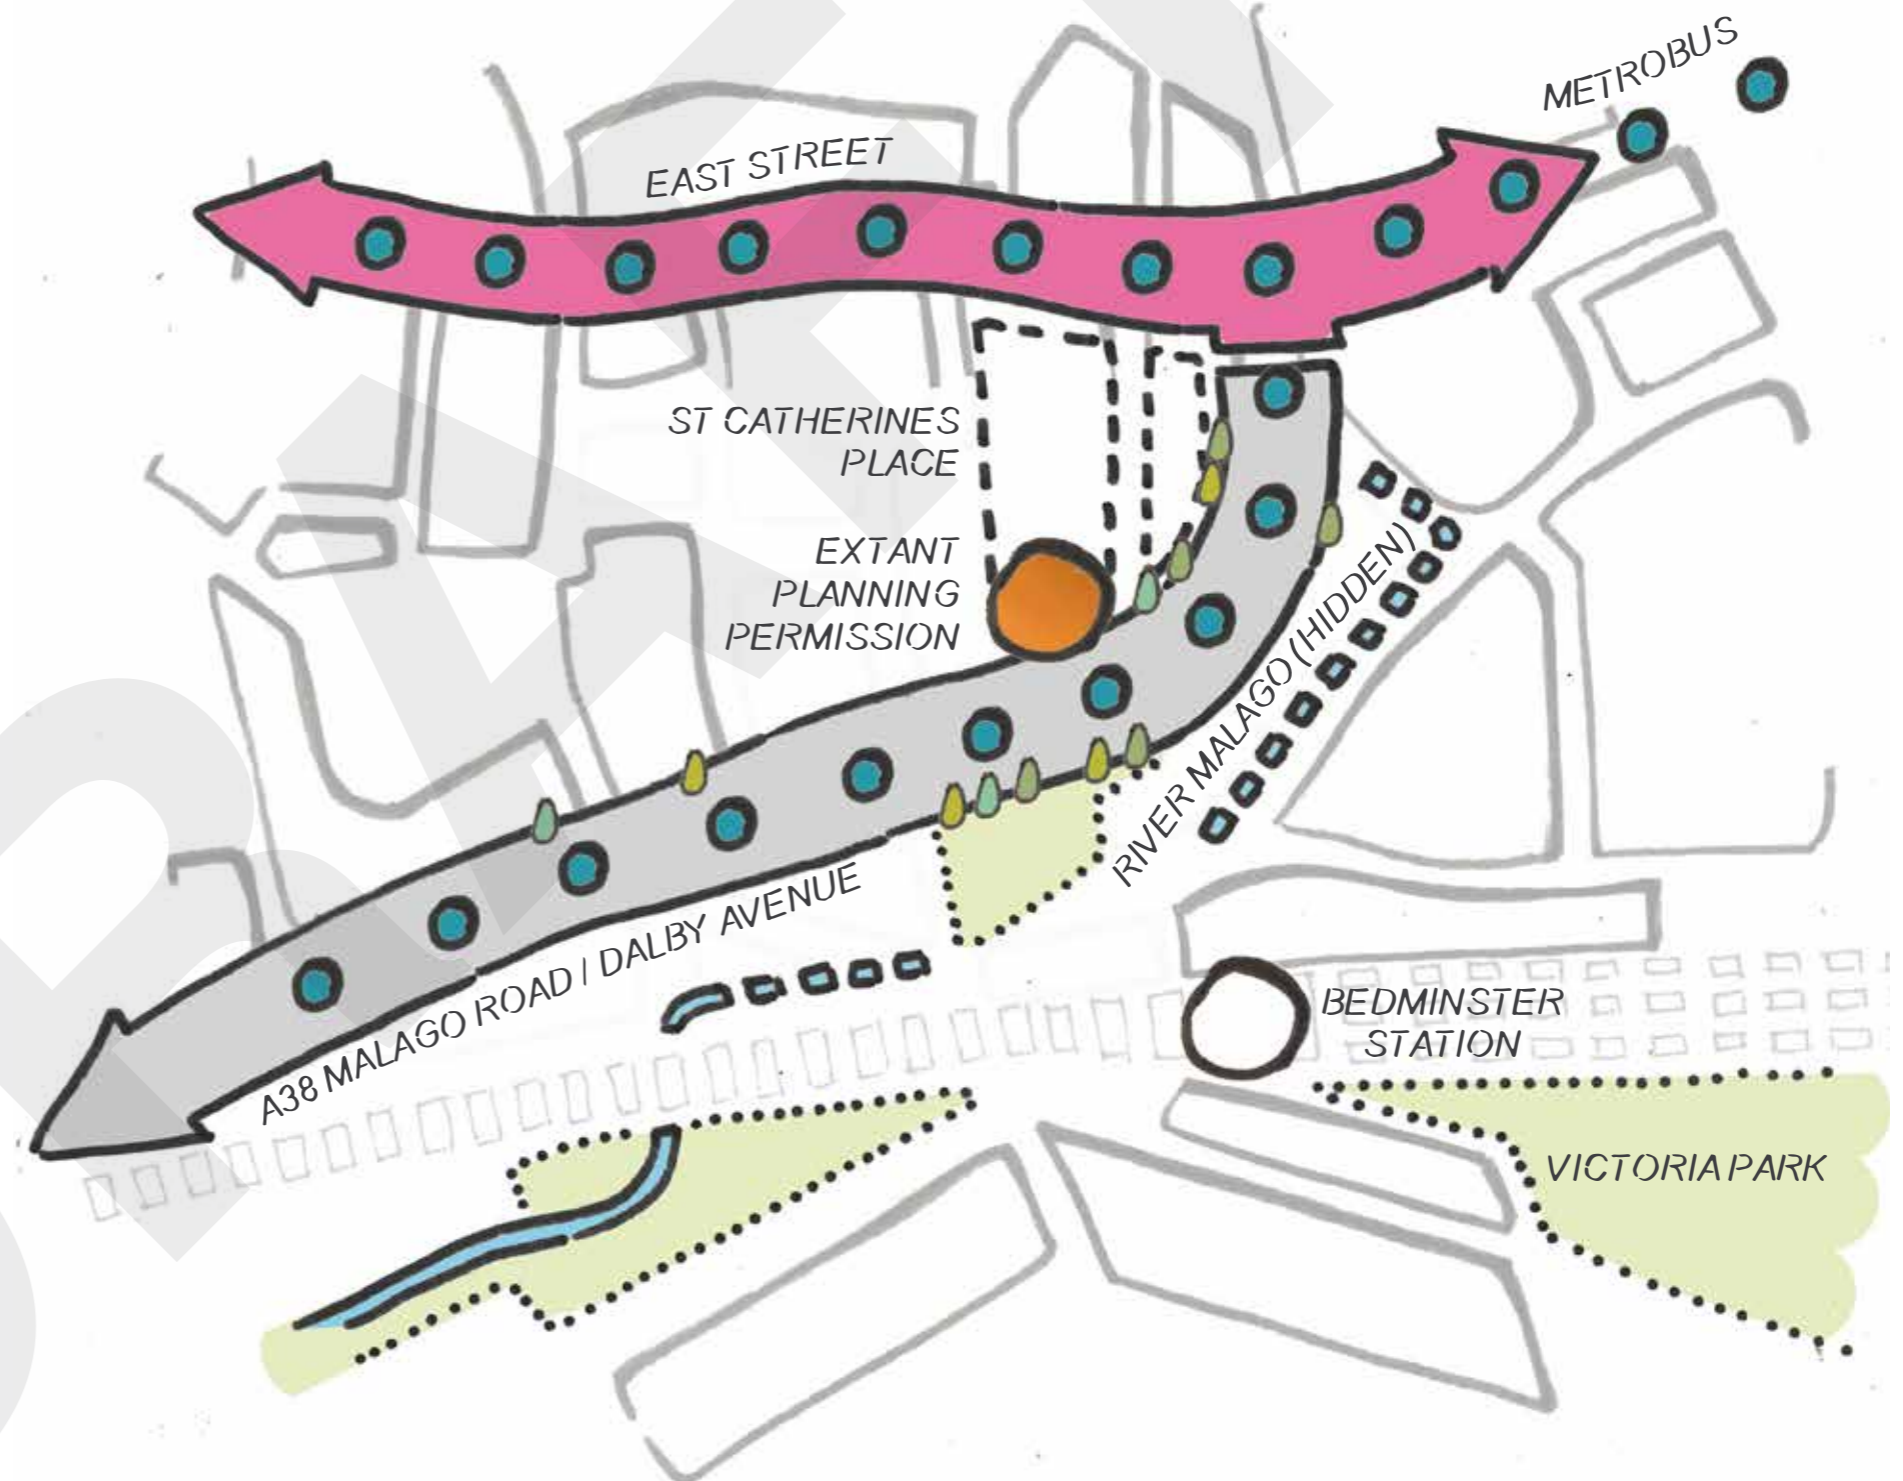 METROBUS
EAST STREET
ST CATHERINES
PLACE
EXTANT
PLANNING
PERMISSION
RIVER MALAGO (HIDDEN)
A38 MALAGO ROAD / DALBY AVENUE
BEDMINSTER
STATION
VICTORIA PARK